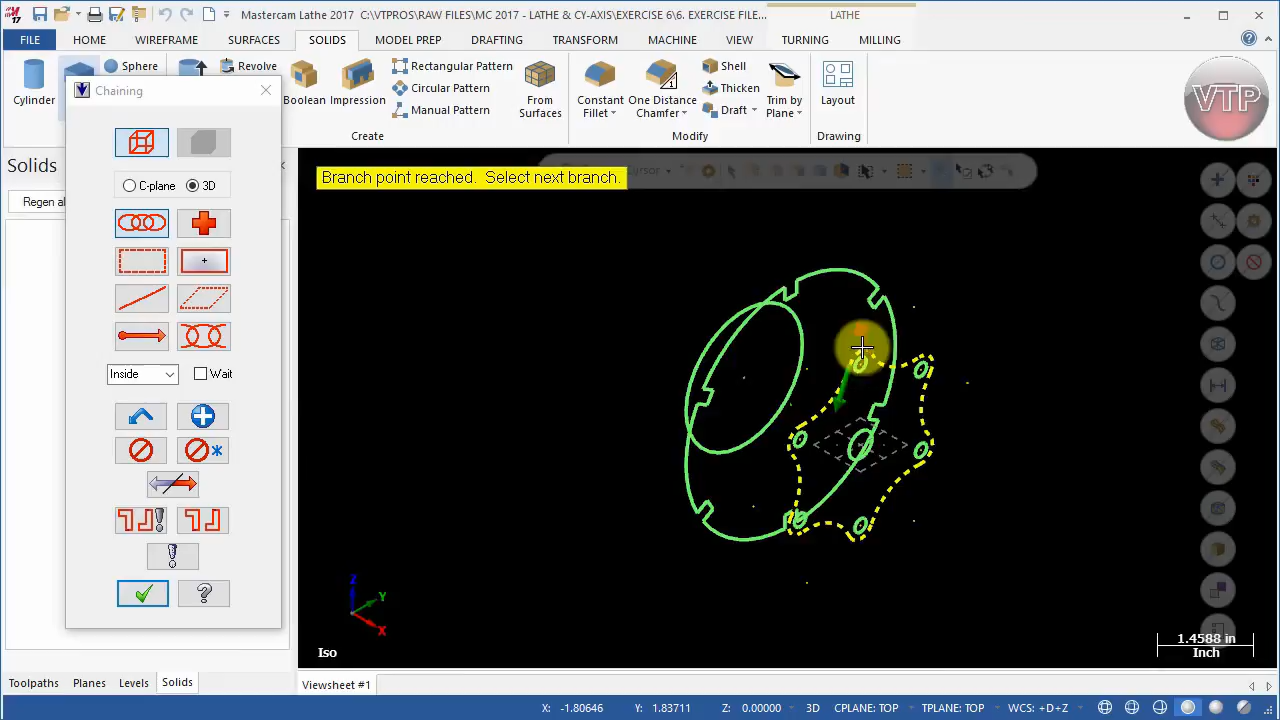 Mastercam Lathe 2017 C:\VTPROS\RAW FILES\MC 2017 - LATHE & CY-AXIS\EXERCISE 6\6. EXERCISE FILE,... LATHE
FILE HOME WIREFRAME SURFACES SOLIDS MODEL PREP DRAFTING TRANSFORM MACHINE VIEW TURNING MILLING
Cylinder
Sphere
Revolve
Boolean
Impression
Rectangular Pattern
Circular Pattern
Manual Pattern
From
Surfaces
Create
Constant
Fillet
One Distance
Chamfer
Shell
Thicken
Draft
Trim by
Plane
Modify
Layout
Drawing
VTP
Chaining
Solids
Regen al
C-plane 3D
Inside
Wait
Branch point reached. Select next branch.
Z
Y
X
Iso
1.4588 in
Inch
Toolpaths Planes Levels Solids
Viewsheet #1
X: -1.80646 Y: 1.83711 Z: 0.00000 3D CPLANE: TOP TPLANE: TOP WCS: +D+Z